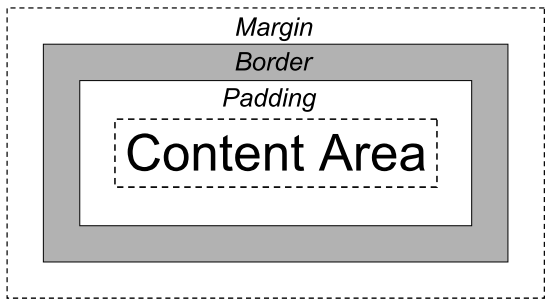 Margin
Border
Padding
Content Area